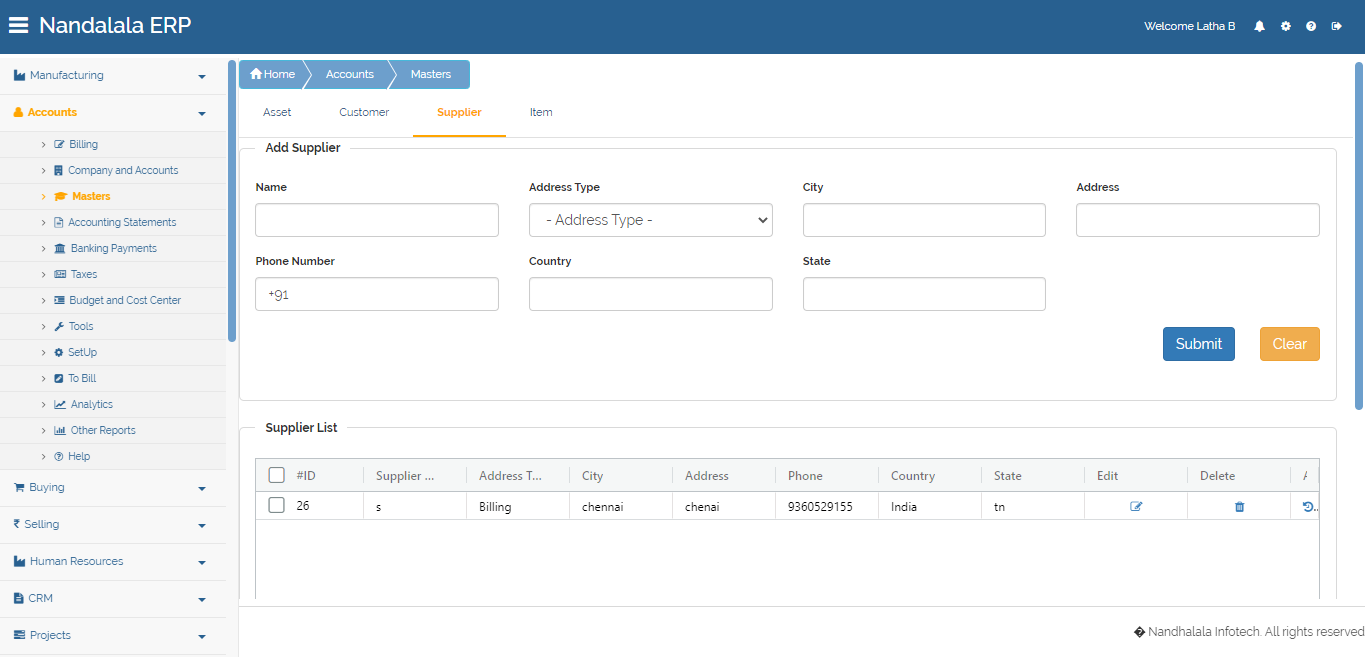 Nandalala ERP
Welcome Latha B
Manufacturing
Accounts
Billing
Company and Accounts
Masters
Accounting Statements
Banking Payments
Taxes
Budget and Cost Center
Tools
SetUp
To Bill
Analytics
Other Reports
Help
Buying
Selling
Human Resources
CRM
Projects
Home Accounts Masters
Asset Customer Supplier Item
Add Supplier
Name Address Type City Address
- Address Type -
Phone Number Country State
+91
Submit Clear
Supplier List
#ID Supplier ... Address T... City Address Phone Country State Edit Delete
26 s Billing chennai chenai 9360529155 India tn
� Nandhalala Infotech. All rights reserved